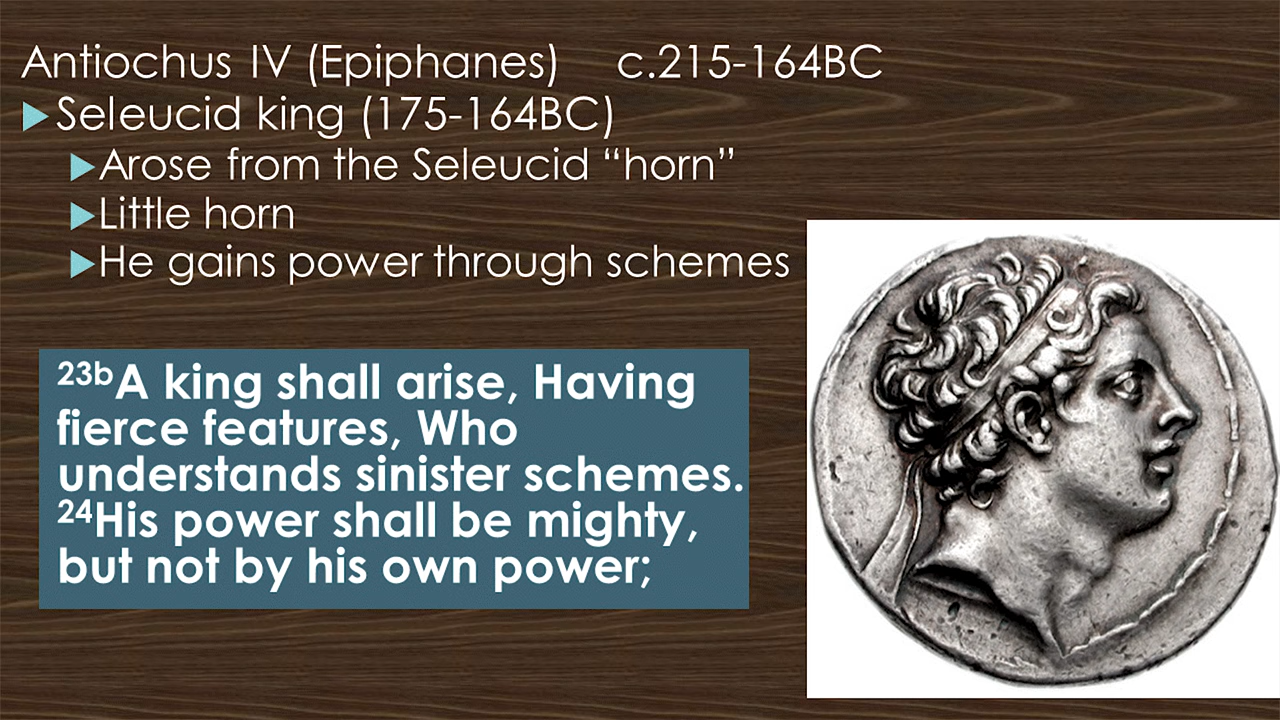 Antiochus IV (Epiphanes) c.215-164BC
Seleucid king (175-164BC)
Arose from the Seleucid “horn”
Little horn
He gains power through schemes
23bA king shall arise, Having
fierce features, Who
understands sinister schemes.
24His power shall be mighty,
but not by his own power;